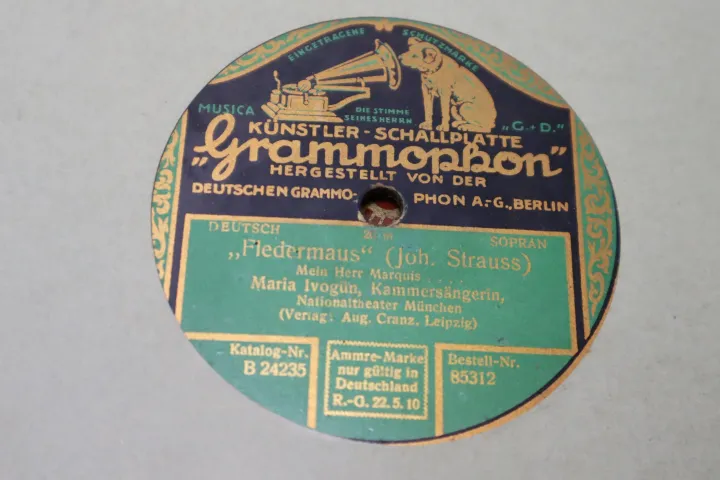 EINGETRAGENE SCHUTZMARKE
MUSICA
DIE STIMME
SEINES HERRN
„G.+D."
KÜNSTLER-SCHALLPLATTE
„Grammophon"
HERGESTELLT VON DER
DEUTSCHEN GRAMMO- PHON A.-G., BERLIN
DEUTSCH SOPRAN
„Fledermaus“ (Joh. Strauss)
Mein Herr Marquis
Maria Ivogün, Kammersängerin,
Nationaltheater München
(Verlag: Aug. Cranz, Leipzig)
Katalog-Nr.
B 24235
Ammre-Marke
nur gültig in
Deutschland
R.-G. 22.5.10
Bestell-Nr.
85312